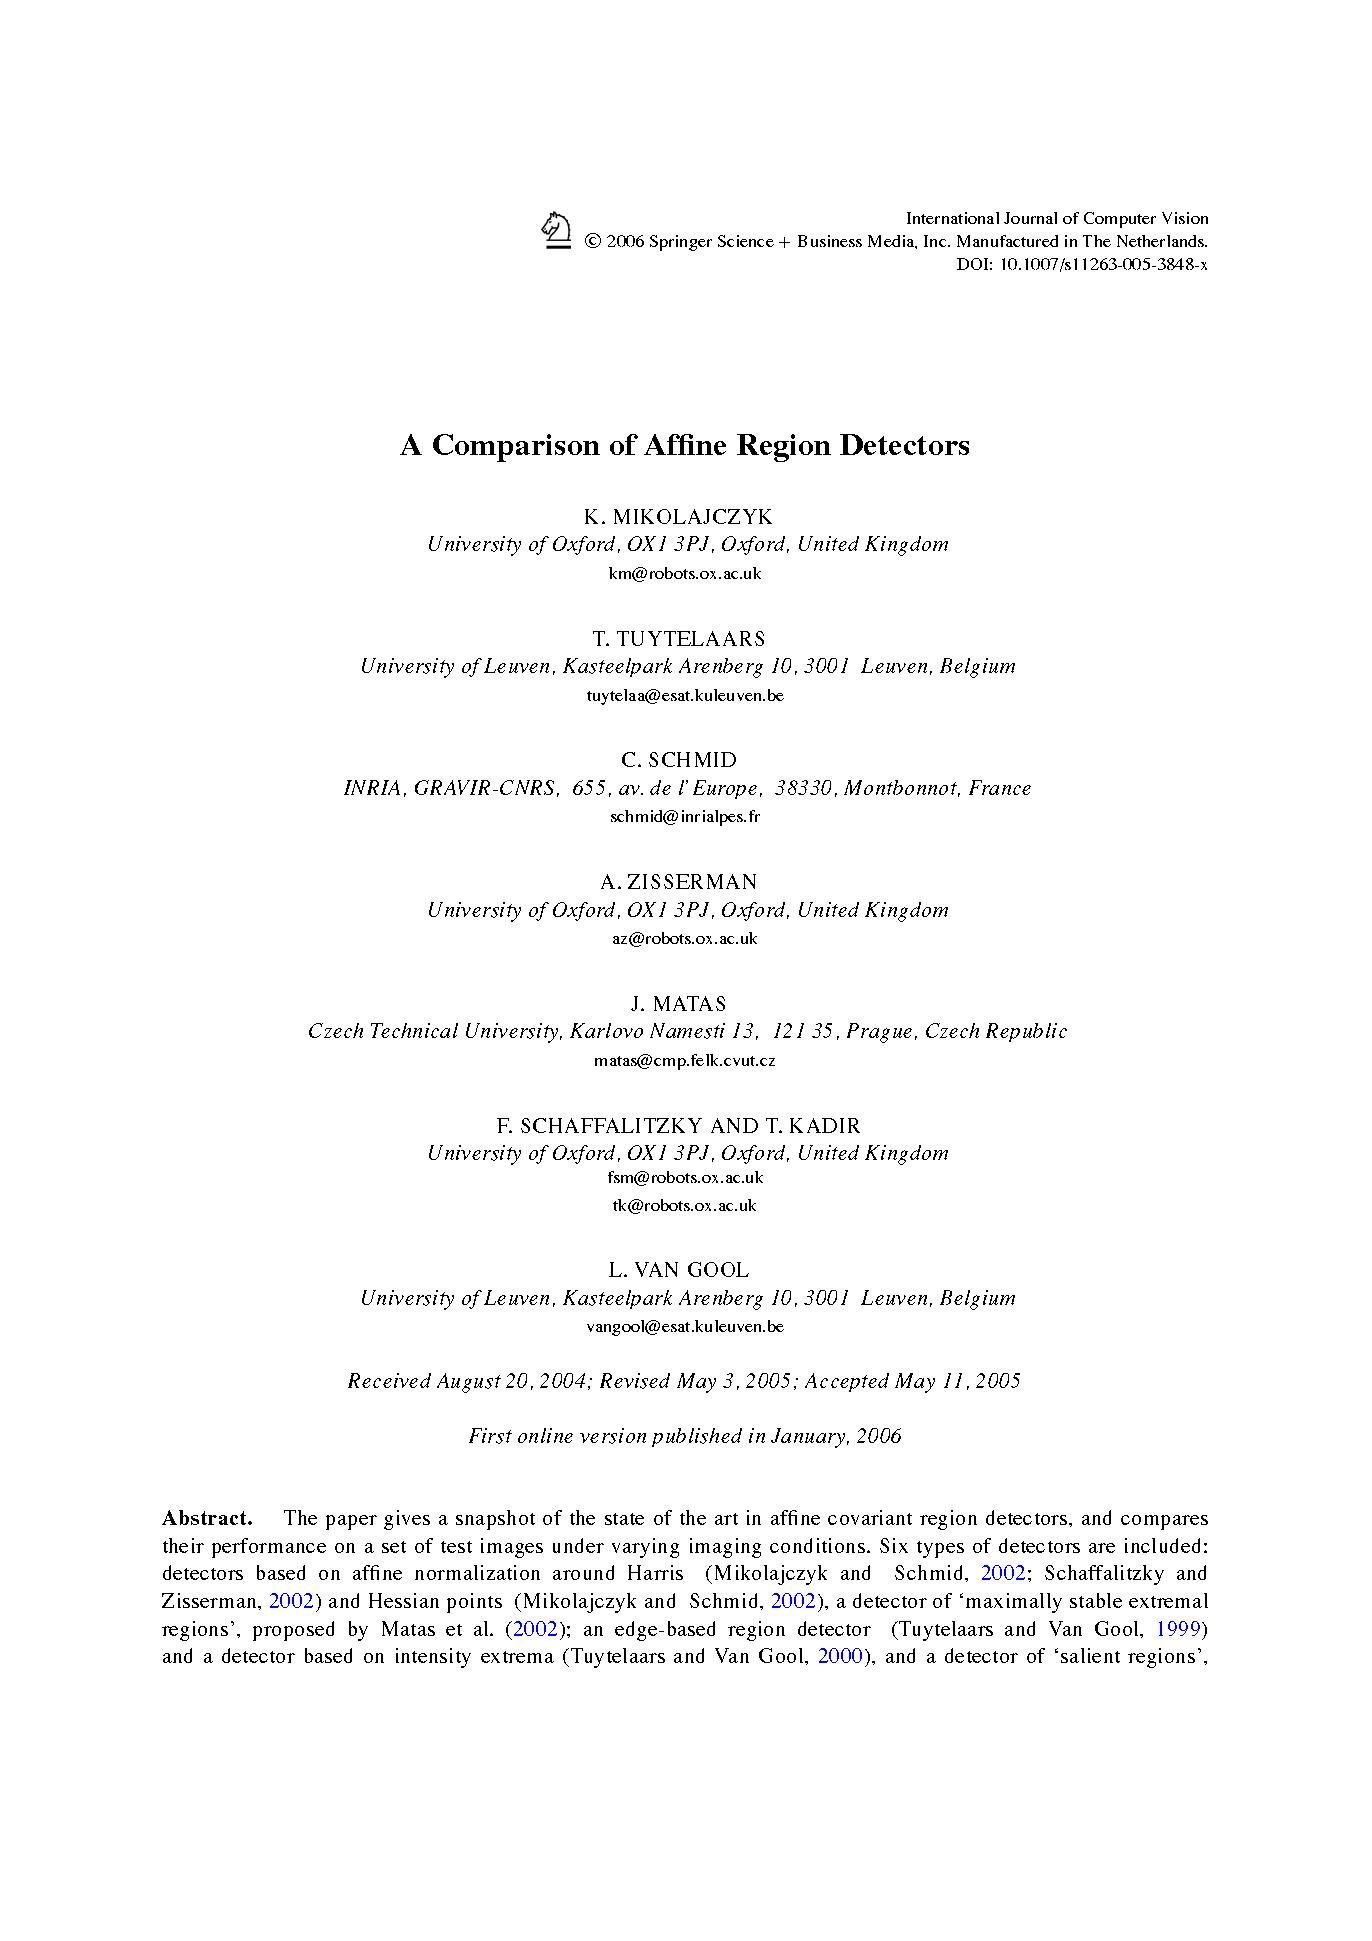 International Journal of Computer Vision
© 2006 Springer Science + Business Media, Inc. Manufactured in The Netherlands.
DOI: 10.1007/s11263-005-3848-x
A Comparison of Affine Region Detectors
K. MIKOLAJCZYK
University of Oxford, OX1 3PJ, Oxford, United Kingdom
km@robots.ox.ac.uk
T. TUYTELAARS
University of Leuven, Kasteelpark Arenberg 10, 3001 Leuven, Belgium
tuytelaa@esat.kuleuven.be
C. SCHMID
INRIA, GRAVIR-CNRS, 655, av. de l'Europe, 38330, Montbonnot, France
schmid@inrialpes.fr
A. ZISSERMAN
University of Oxford, OX1 3PJ, Oxford, United Kingdom
az@robots.ox.ac.uk
J. MATAS
Czech Technical University, Karlovo Namesti 13, 121 35, Prague, Czech Republic
matas@cmp.felk.cvut.cz
F. SCHAFFALITZKY AND T. KADIR
University of Oxford, OX1 3PJ, Oxford, United Kingdom
fsm@robots.ox.ac.uk
tk@robots.ox.ac.uk
L. VAN GOOL
University of Leuven, Kasteelpark Arenberg 10, 3001 Leuven, Belgium
vangool@esat.kuleuven.be
Received August 20, 2004; Revised May 3, 2005; Accepted May 11, 2005
First online version published in January, 2006
Abstract. The paper gives a snapshot of the state of the art in affine covariant region detectors, and compares
their performance on a set of test images under varying imaging conditions. Six types of detectors are included:
detectors based on affine normalization around Harris (Mikolajczyk and Schmid, 2002; Schaffalitzky and
Zisserman, 2002) and Hessian points (Mikolajczyk and Schmid, 2002), a detector of ‘maximally stable extremal
regions’, proposed by Matas et al. (2002); an edge-based region detector (Tuytelaars and Van Gool, 1999)
and a detector based on intensity extrema (Tuytelaars and Van Gool, 2000), and a detector of ‘salient regions’,